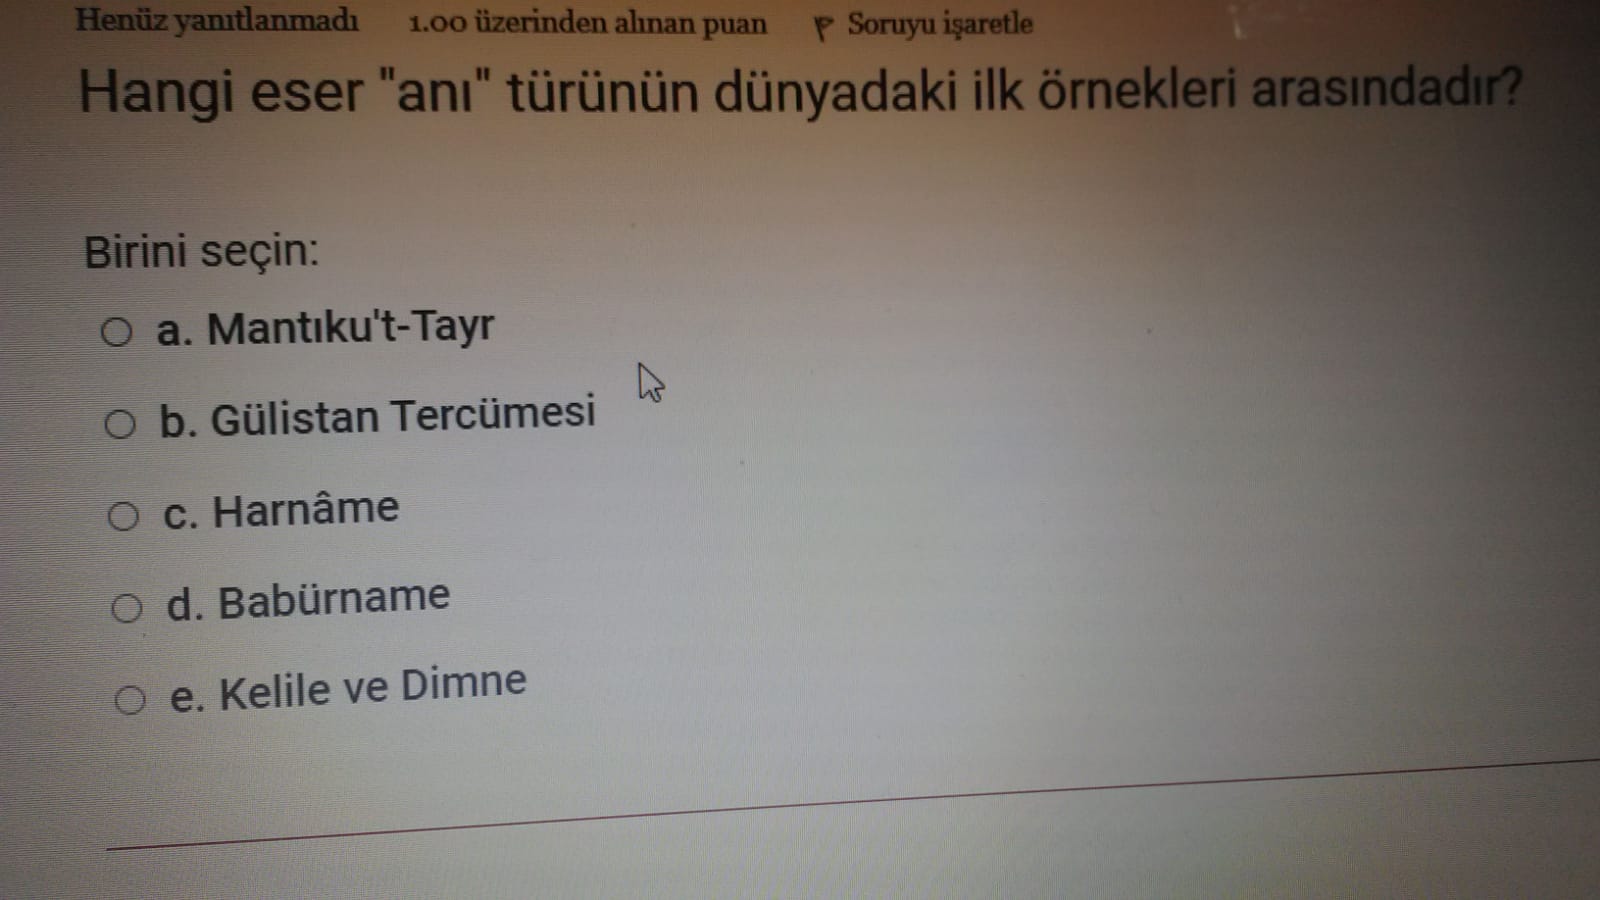 Henüz yanıtlanmadı 1.00 üzerinden alınan puan Soruyu işaretle
Hangi eser "anı" türünün dünyadaki ilk örnekleri arasındadır?
Birini seçin:
a. Mantıku't-Tayr
b. Gülistan Tercümesi
c. Harnâme
d. Babürname
e. Kelile ve Dimne